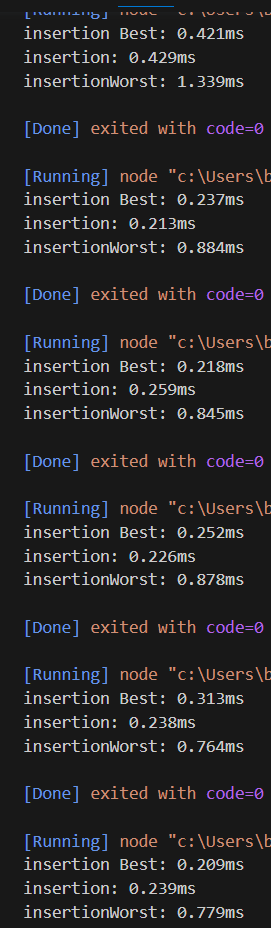 [Running] node "c:\Users\b
insertion Best: 0.421ms
insertion: 0.429ms
insertionWorst: 1.339ms
[Done] exited with code=0
[Running] node "c:\Users\b
insertion Best: 0.237ms
insertion: 0.213ms
insertionWorst: 0.884ms
[Done] exited with code=0
[Running] node "c:\Users\b
insertion Best: 0.218ms
insertion: 0.259ms
insertionWorst: 0.845ms
[Done] exited with code=0
[Running] node "c:\Users\b
insertion Best: 0.252ms
insertion: 0.226ms
insertionWorst: 0.878ms
[Done] exited with code=0
[Running] node "c:\Users\b
insertion Best: 0.313ms
insertion: 0.238ms
insertionWorst: 0.764ms
[Done] exited with code=0
[Running] node "c:\Users\b
insertion Best: 0.209ms
insertion: 0.239ms
insertionWorst: 0.779ms